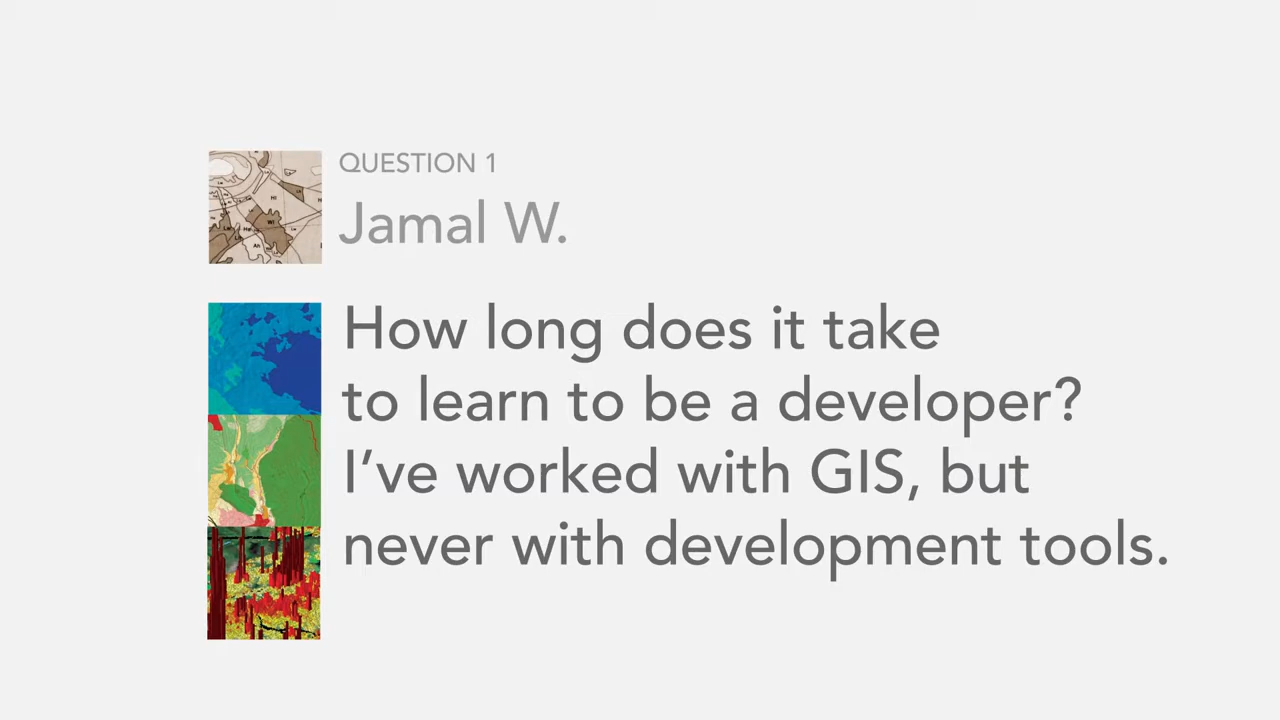 QUESTION 1
Jamal W.
How long does it take
to learn to be a developer?
I’ve worked with GIS, but
never with development tools.